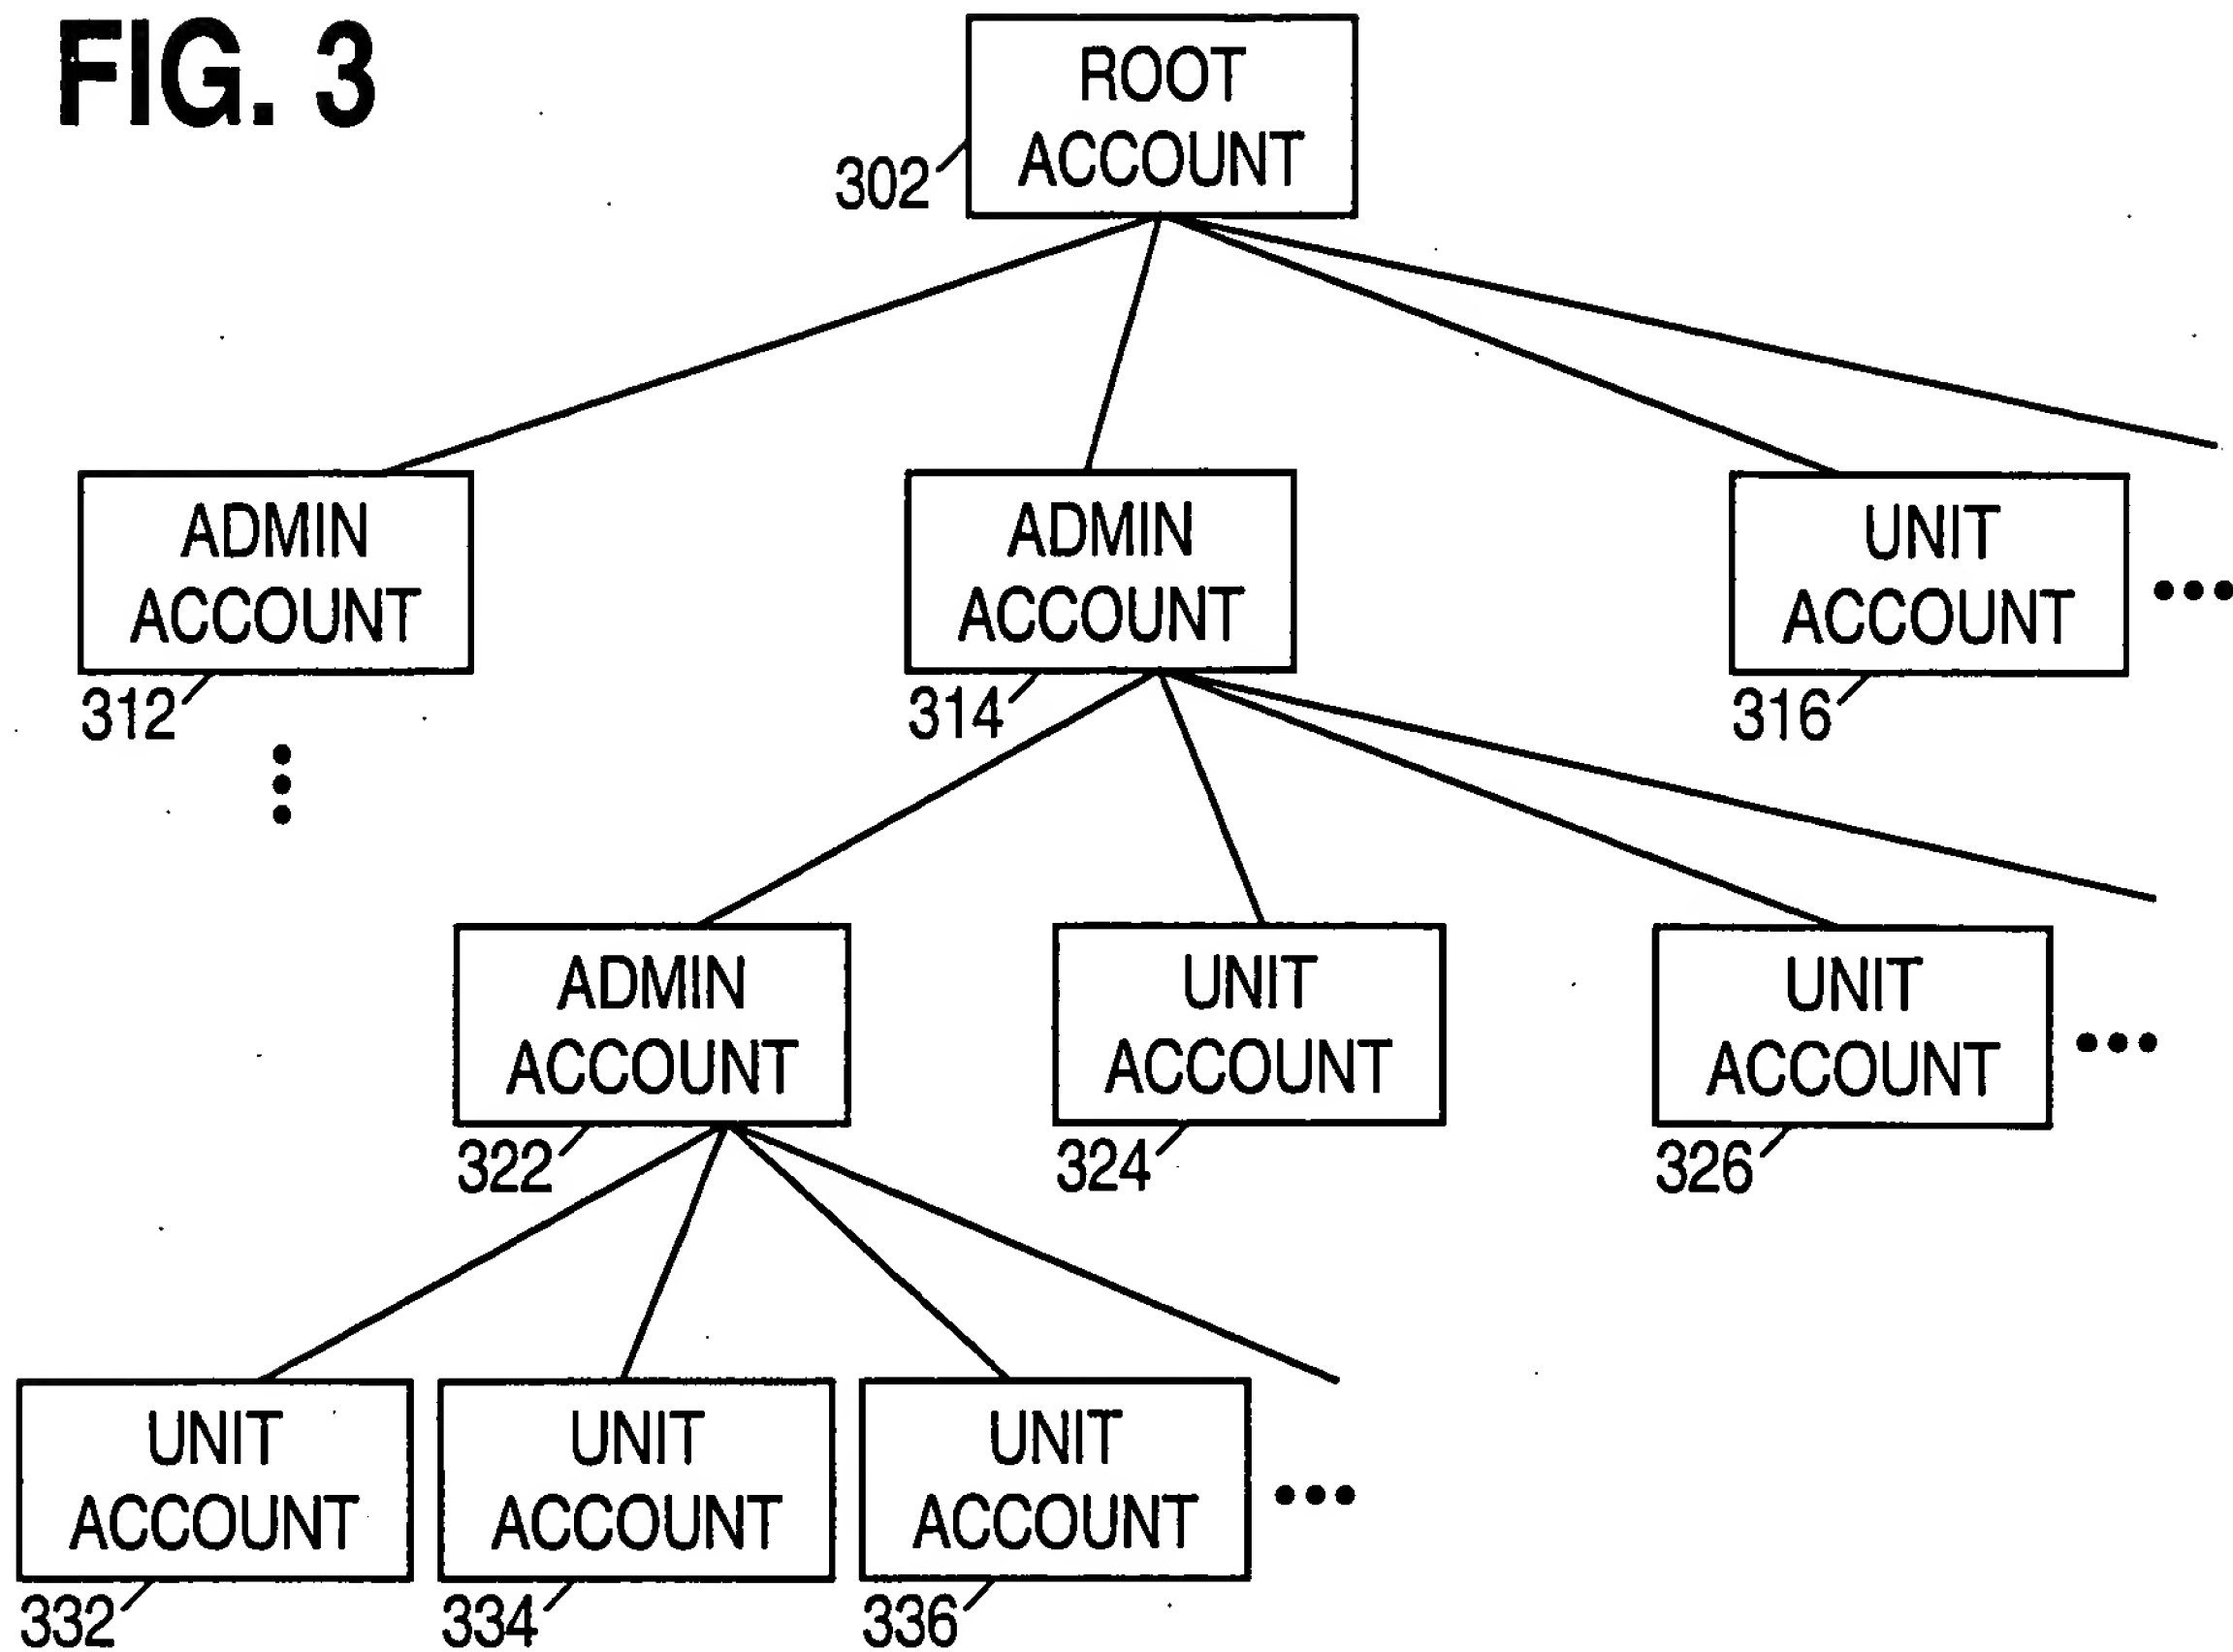 FIG. 3
ROOT
ACCOUNT
302
ADMIN
ACCOUNT
312
ADMIN
ACCOUNT
314
UNIT
ACCOUNT
316
ADMIN
ACCOUNT
322
UNIT
ACCOUNT
324
UNIT
ACCOUNT
326
UNIT
ACCOUNT
332
UNIT
ACCOUNT
334
UNIT
ACCOUNT
336